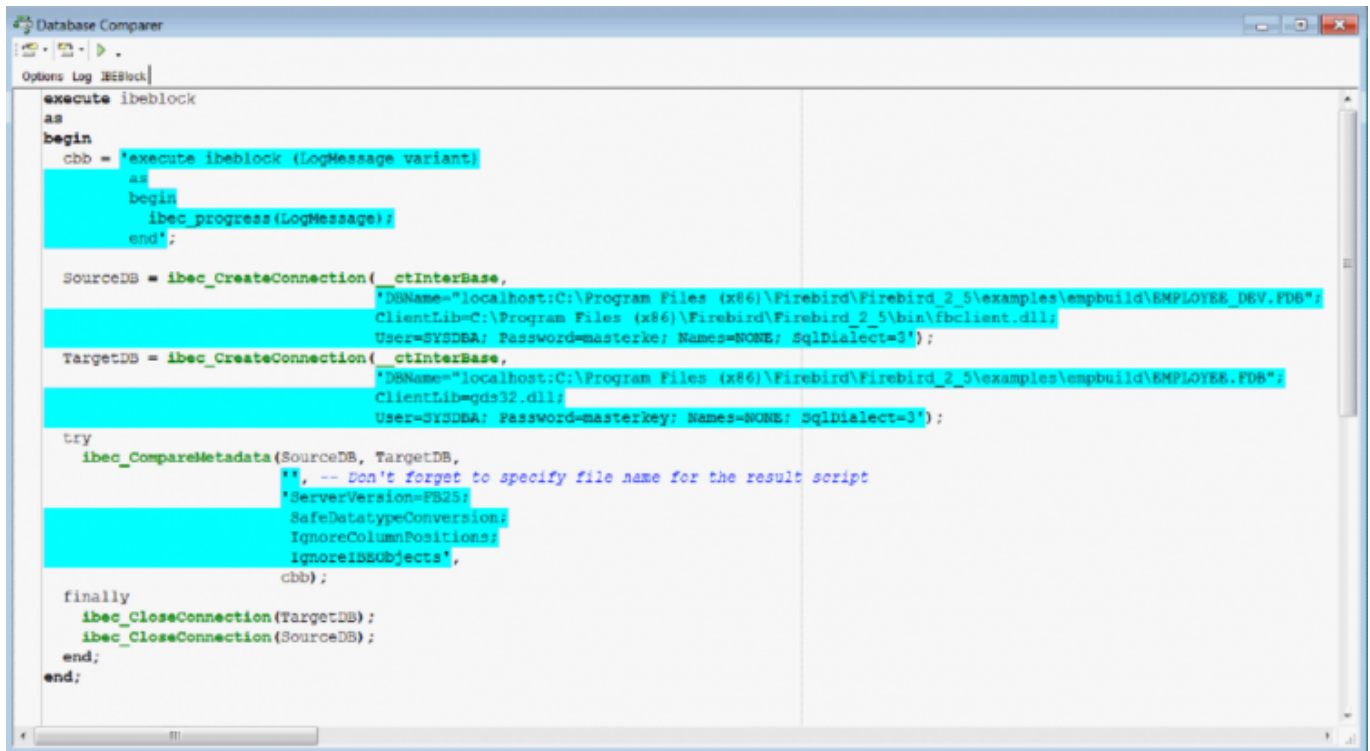 Database Comparer
Options Log IBEBlock
execute ibeblock
as
begin
  cbb = 'execute ibeblock (LogMessage variant)
         as
         begin
           ibec_progress(LogMessage);
         end';
  SourceDB = ibec_CreateConnection(__ctInterBase,
                                   'DBName="localhost:C:\Program Files (x86)\Firebird\Firebird_2_5\examples\empbuild\EMPLOYEE_DEV.FDB";
                                   ClientLib=C:\Program Files (x86)\Firebird\Firebird_2_5\bin\fbclient.dll;
                                   User=SYSDBA; Password=masterke; Names=NONE; SqlDialect=3');
  TargetDB = ibec_CreateConnection(__ctInterBase,
                                   'DBName="localhost:C:\Program Files (x86)\Firebird\Firebird_2_5\examples\empbuild\EMPLOYEE.FDB";
                                   ClientLib=gds32.dll;
                                   User=SYSDBA; Password=masterkey; Names=NONE; SqlDialect=3');
  try
    ibec_CompareMetadata(SourceDB, TargetDB,
                         '', -- Don't forget to specify file name for the result script
                         'ServerVersion=FB25;
                          SafeDatatypeConversion;
                          IgnoreColumnPositions;
                          IgnoreIBEObjects',
                         cbb);
  finally
    ibec_CloseConnection(TargetDB);
    ibec_CloseConnection(SourceDB);
  end;
end;